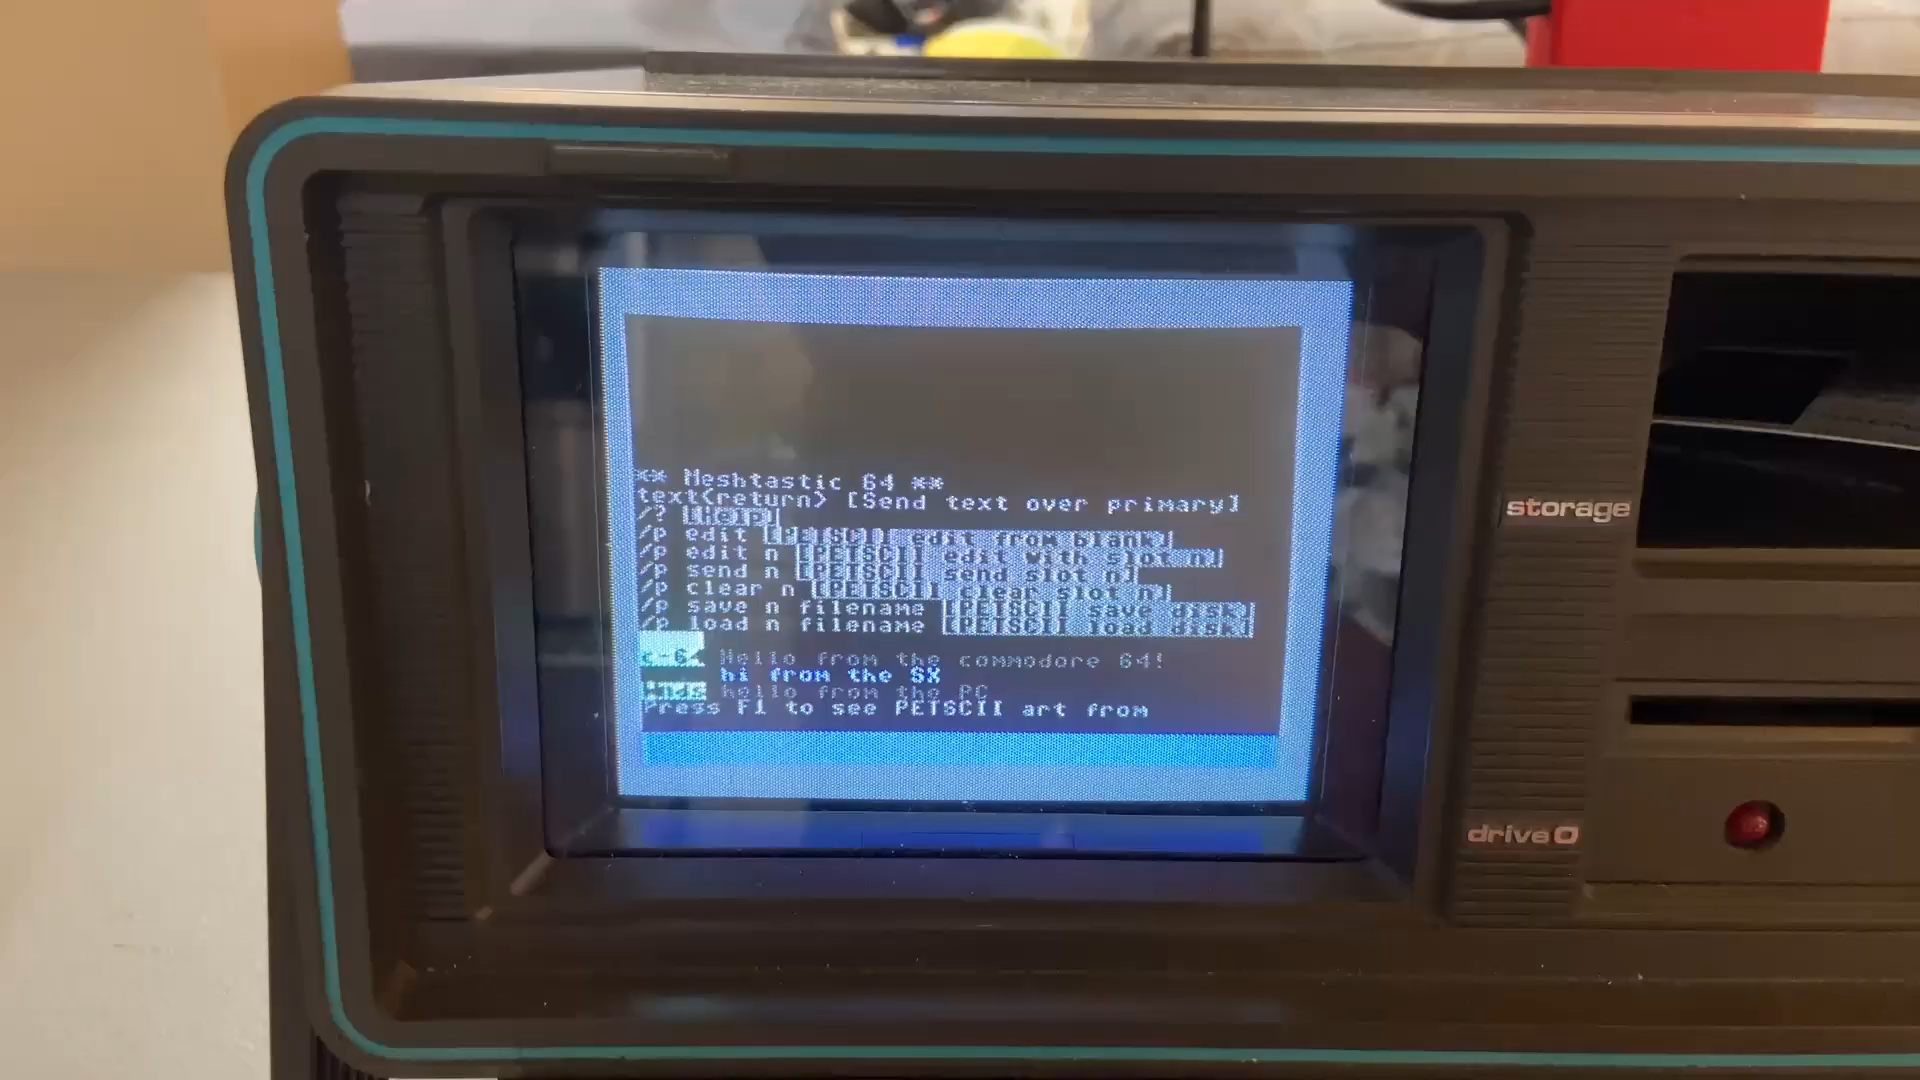 ** Meshtastic 64 **
text<return> [Send text over primary]
/? [Help]
/p edit [PETSCII edit from blank]
/p edit n [PETSCII edit with slot n]
/p send n [PETSCII send slot n]
/p clear n [PETSCII clear slot n]
/p save n filename [PETSCII save disk]
/p load n filename [PETSCII load disk]
c-64 Hello from the commodore 64!
hi from the SX
hello from the PC
Press F1 to see PETSCII art from
storage
drive 0